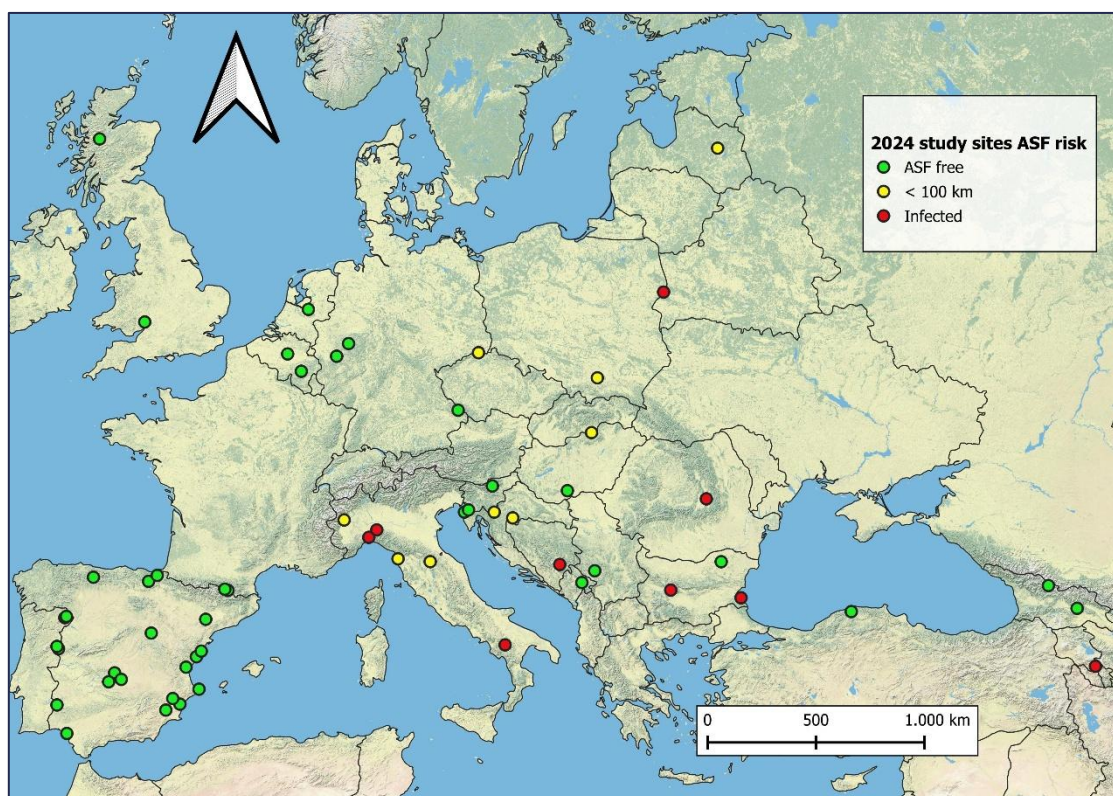 2024 study sites ASF risk
ASF free
< 100 km
Infected
0 500 1.000 km